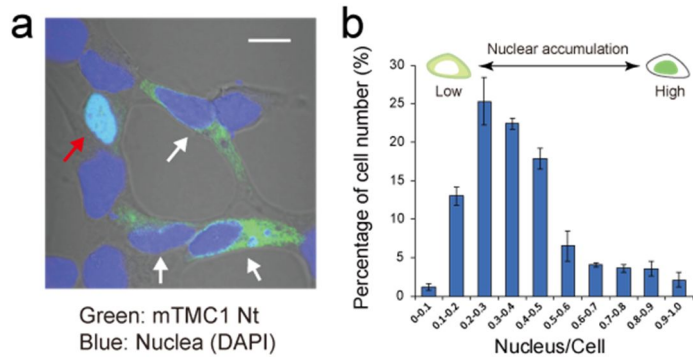 a
Green: mTMC1 Nt
Blue: Nuclea (DAPI)
b
Nuclear accumulation
Low
High
Percentage of cell number (%)
30
25
20
15
10
5
0
0-0.1
0.1-0.2
0.2-0.3
0.3-0.4
0.4-0.5
0.5-0.6
0.6-0.7
0.7-0.8
0.8-0.9
0.9-1.0
Nucleus/Cell